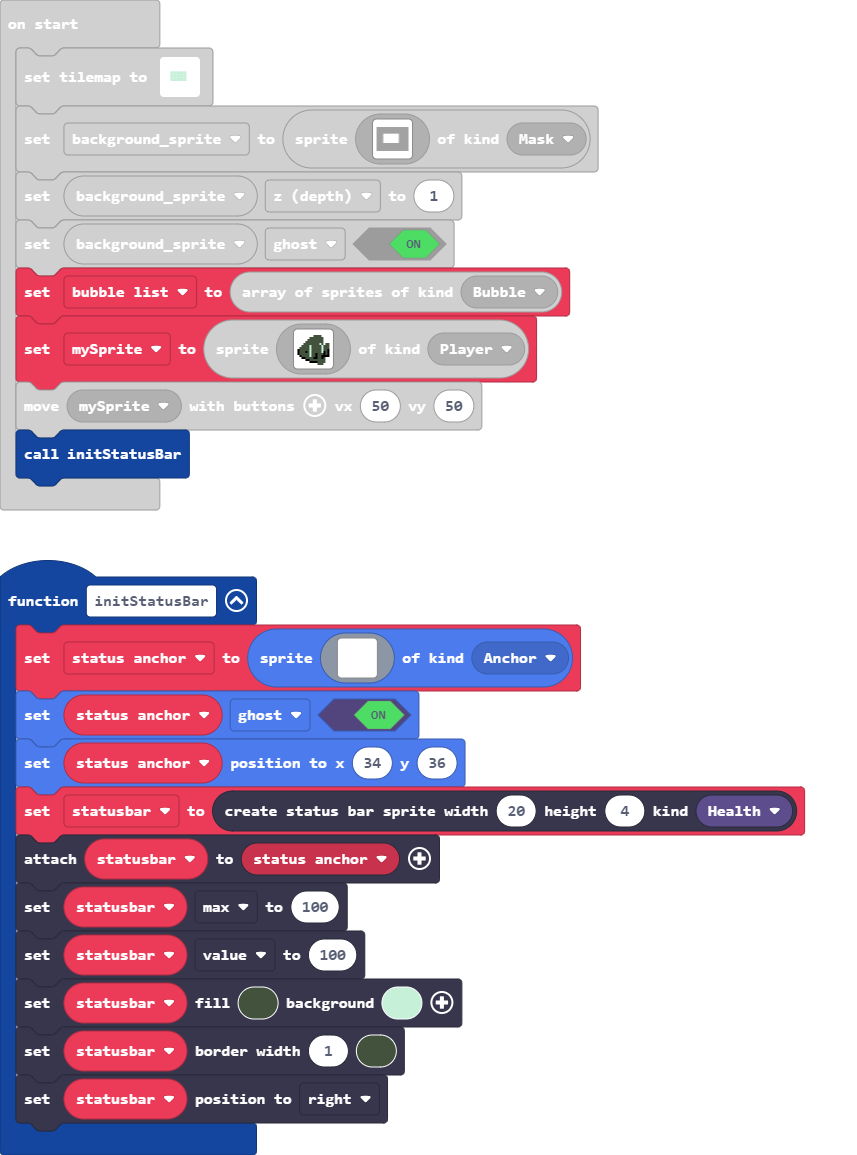 on start
set tilemap to
set background_sprite to sprite of kind Mask
set background_sprite z (depth) to 1
set background_sprite ghost ON
set bubble list to array of sprites of kind Bubble
set mySprite to sprite of kind Player
move mySprite with buttons vx 50 vy 50
call initStatusBar
function initStatusBar
set status anchor to sprite of kind Anchor
set status anchor ghost ON
set status anchor position to x 34 y 36
set statusbar to create status bar sprite width 20 height 4 kind Health
attach statusbar to status anchor
set statusbar max to 100
set statusbar value to 100
set statusbar fill background
set statusbar border width 1
set statusbar position to right